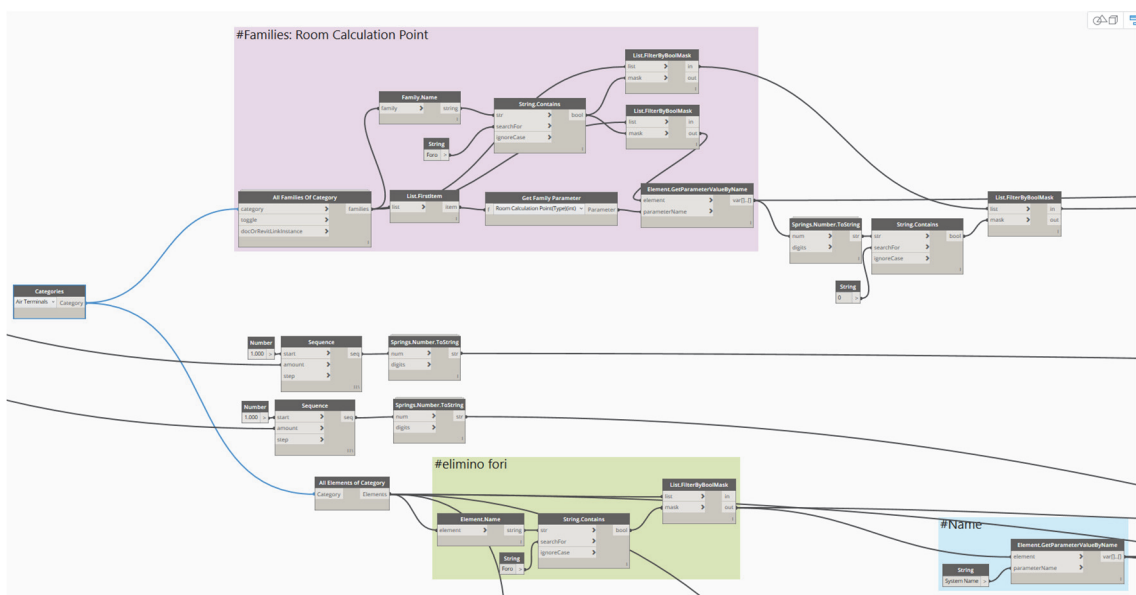 #Families: Room Calculation Point
List.FilterByBoolMask
list > in
mask > out
Family.Name
family > string
String.Contains
str > bool
searchFor >
ignoreCase >
List.FilterByBoolMask
list > in
mask > out
String
Foro >
All Families Of Category
category > Families
toggle >
docOrRevitLinkInstance >
List.FirstItem
list > item
Get Family Parameter
Room Calculation Point(Type)(int) Parameter
Element.GetParameterValueByName
element > var[]..[]
parameterName >
List.FilterByBoolMask
list > in
mask > out
Springs.Number.ToString
num > str
digits >
String.Contains
str > bool
searchFor >
ignoreCase >
String
0 >
Categories
Air Terminals Category
Number
1.000 >
Sequence
start > seq
amount >
step >
Springs.Number.ToString
num > str
digits >
Number
1.000 >
Sequence
start > seq
amount >
step >
Springs.Number.ToString
num > str
digits >
#elimino fori
All Elements of Category
Category Elements
List.FilterByBoolMask
list > in
mask > out
Element.Name
element > string
String.Contains
str > bool
searchFor >
ignoreCase >
String
Foro >
#Name
Element.GetParameterValueByName
element > var[]..[]
parameterName >
String
System Name >